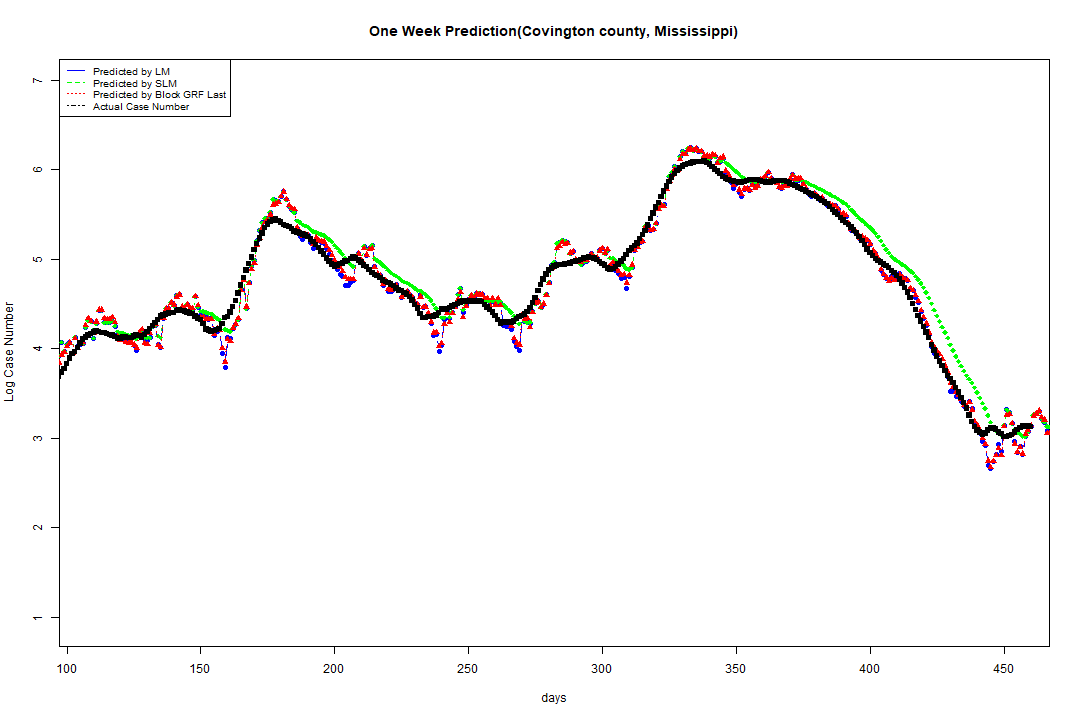 One Week Prediction(Covington county, Mississippi)
Predicted by LM
Predicted by SLM
Predicted by Block GRF Last
Actual Case Number
7
6
5
4
3
2
1
Log Case Number
100 150 200 250 300 350 400 450
days